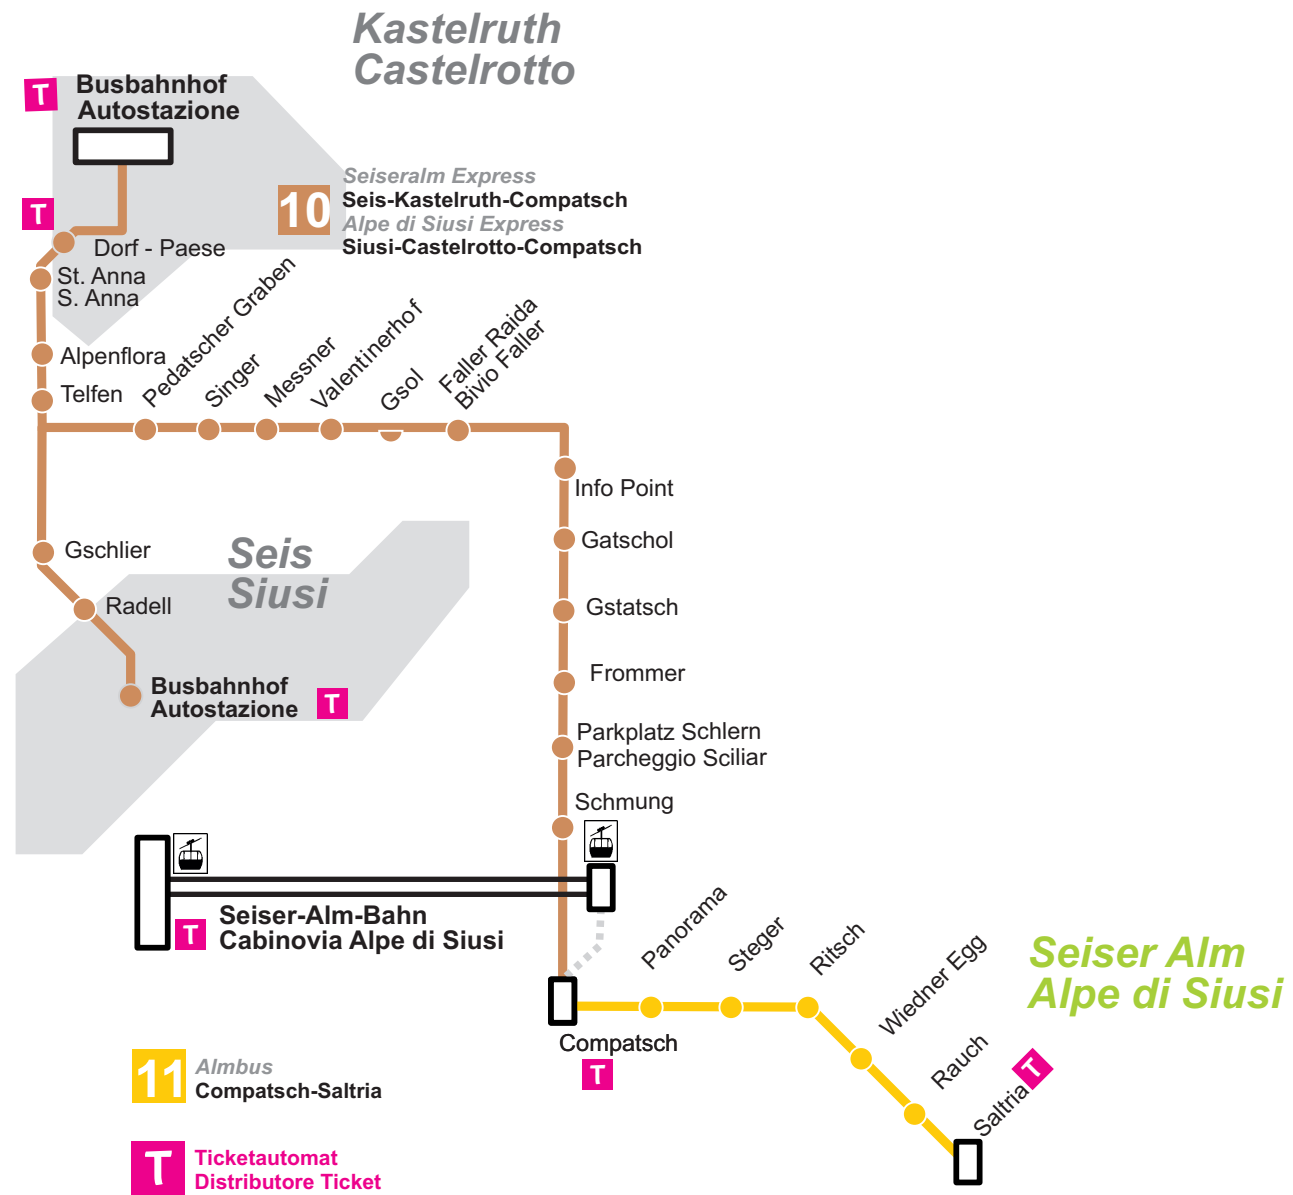 Kastelruth
Castelrotto
T
Busbahnhof
Autostazione
T
10
Seiseralm Express
Seis-Kastelruth-Compatsch
Alpe di Siusi Express
Siusi-Castelrotto-Compatsch
Dorf - Paese
St. Anna
S. Anna
Alpenflora
Telfen
Pedatscher Graben
Singer
Messner
Valentinerhof
Gsol
Faller Raida
Bivio Faller
Info Point
Gatschol
Gstatsch
Frommer
Parkplatz Schlern
Parcheggio Sciliar
Schmung
Gschlier
Seis
Siusi
Radell
Busbahnhof
Autostazione
T
T
Seiser-Alm-Bahn
Cabinovia Alpe di Siusi
Compatsch
T
Panorama
Steger
Ritsch
Wiedner Egg
Rauch
Saltria
T
Seiser Alm
Alpe di Siusi
11
Almbus
Compatsch-Saltria
T
Ticketautomat
Distributore Ticket